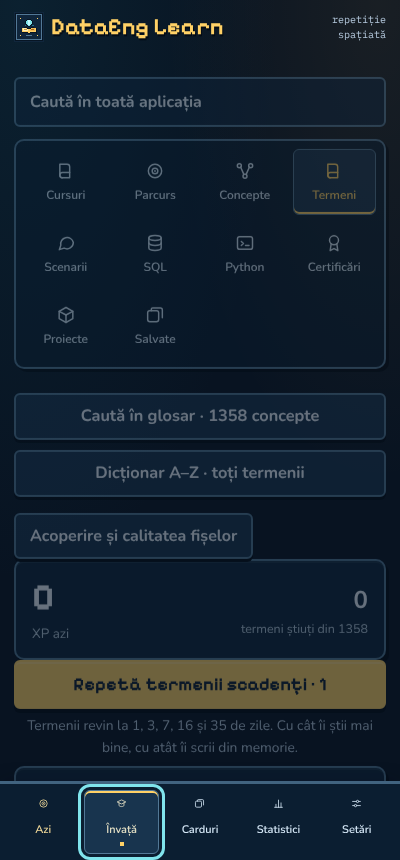 DataEng Learn
repetiție
spațiată
Caută în toată aplicația
Cursuri
Parcurs
Concepte
Termeni
Scenarii
SQL
Python
Certificări
Proiecte
Salvate
Caută în glosar · 1358 concepte
Dicționar A–Z · toți termenii
Acoperire și calitatea fișelor
0
0
XP azi
termeni știuți din 1358
Repetă termenii scadenți · 1
Termenii revin la 1, 3, 7, 16 și 35 de zile. Cu cât îi știi mai
bine, cu atât îi scrii din memorie.
Azi
Învață
Carduri
Statistici
Setări